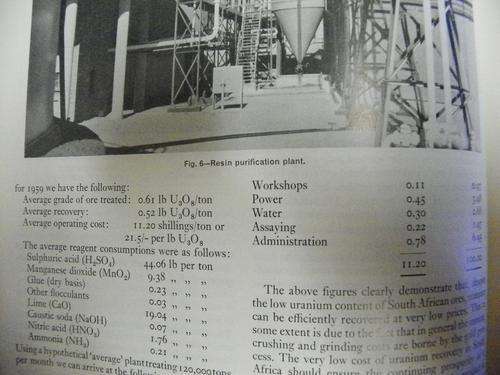 Fig. 6—Resin purification plant.
for 1959 we have the following:
Average grade of ore treated: 0.61 lb U₃O₈/ton
Average recovery: 0.52 lb U₃O₈/ton
Average operating cost: 11.20 shillings/ton or
21.5/- per lb U₃O₈
The average reagent consumptions were as follows:
Sulphuric acid (H₂SO₄) 44.06 lb per ton
Manganese dioxide (MnO₂) 9.38 „ „ „
Glue (dry basis) 0.23 „ „ „
Other flocculants 0.03 „ „ „
Lime (CaO) 19.04 „ „ „
Caustic soda (NaOH) 0.07 „ „ „
Nitric acid (HNO₃) 1.76 „ „ „
Ammonia (NH₃) 0.21 „ „ „
Using a hypothetical 'average' plant treating 120,000 tons
per month we can arrive at the
Workshops 0.11
Power 0.45
Water 0.30
Assaying 0.22
Administration 0.78
11.20 100.00
The above figures clearly demonstrate
the low uranium content of South African ores,
can be efficiently recovered at very low prices.
some extent is due to the fact that in general the
crushing and grinding costs are borne by the gold
cess. The very low cost of uranium recovery
Africa should ensure the continuing